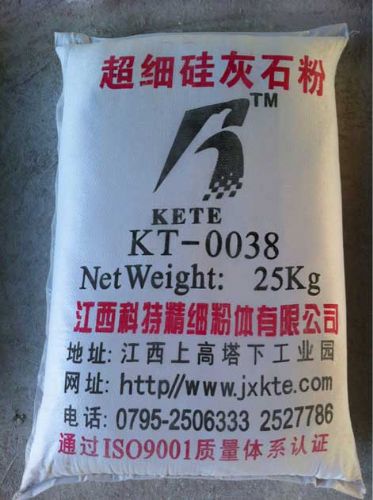 超细硅灰石粉
TM
KETE
KT-0038
Net Weight: 25Kg
江西科特精细粉体有限公司
地址: 江西上高塔下工业园
网址: http//www.jxkte.com
电话: 0795-2506333 2527786
通过ISO9001质量体系认证